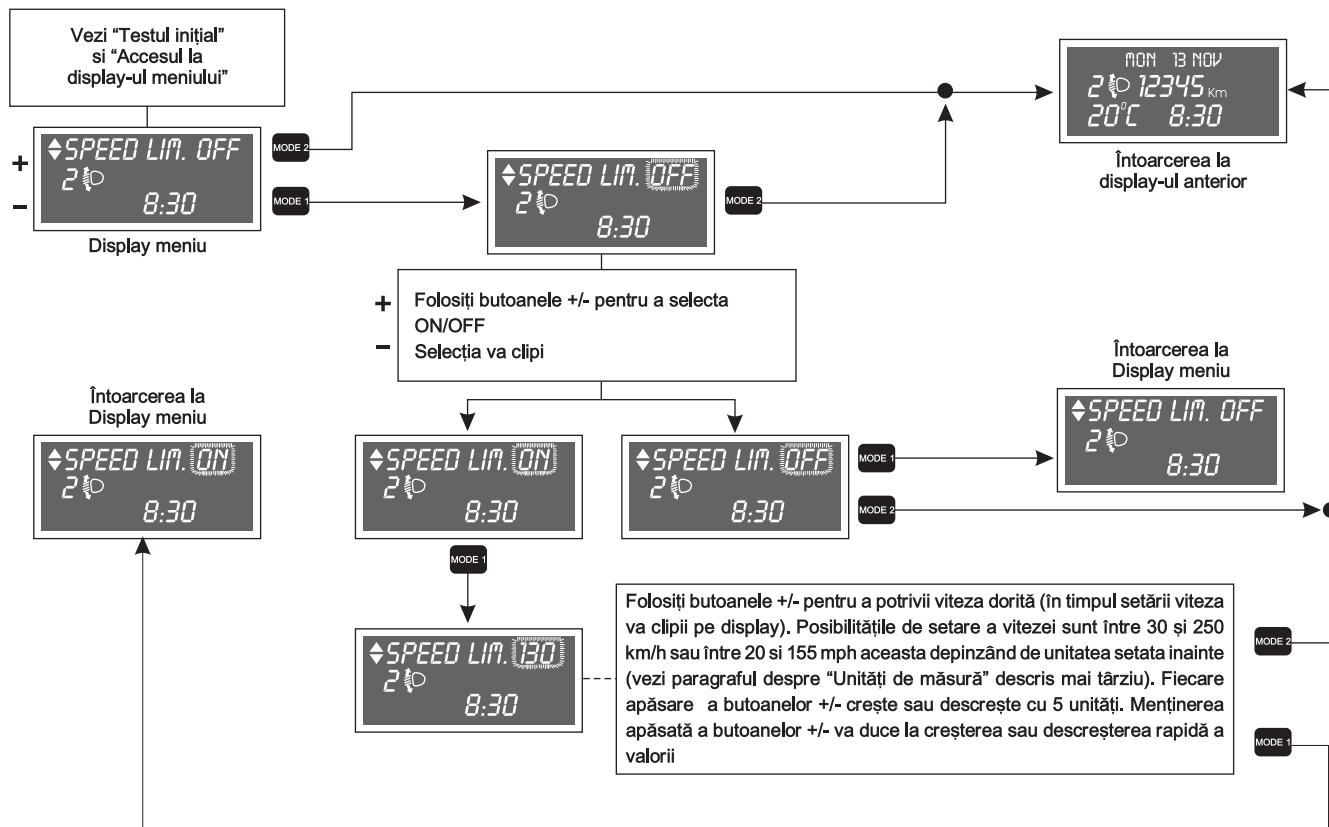 Vezi “Testul inițial”
si “Accesul la
display-ul meniului”
+
−
SPEED LIM. OFF
2
8:30
Display meniu
MODE 2
MODE 1
SPEED LIM. OFF
2
8:30
MODE 2
MON 13 NOV
2 12345 Km
20°C 8:30
Întoarcerea la
display-ul anterior
+
−
Folosiți butoanele +/- pentru a selecta
ON/OFF
Selecția va clipi
Întoarcerea la
Display meniu
SPEED LIM. ON
2
8:30
SPEED LIM. ON
2
8:30
MODE 1
SPEED LIM. OFF
2
8:30
MODE 1
MODE 2
Întoarcerea la
Display meniu
SPEED LIM. OFF
2
8:30
SPEED LIM. 130
2
8:30
Folosiți butoanele +/- pentru a potrivii viteza dorită (în timpul setării viteza
va clipii pe display). Posibilitățile de setare a vitezei sunt între 30 și 250
km/h sau între 20 si 155 mph aceasta depinzând de unitatea setata inainte
(vezi paragraful despre “Unități de măsură” descris mai târziu). Fiecare
apăsare a butoanelor +/- crește sau descrește cu 5 unități. Menținerea
apăsată a butoanelor +/- va duce la creșterea sau descreșterea rapidă a
valorii
MODE 2
MODE 1